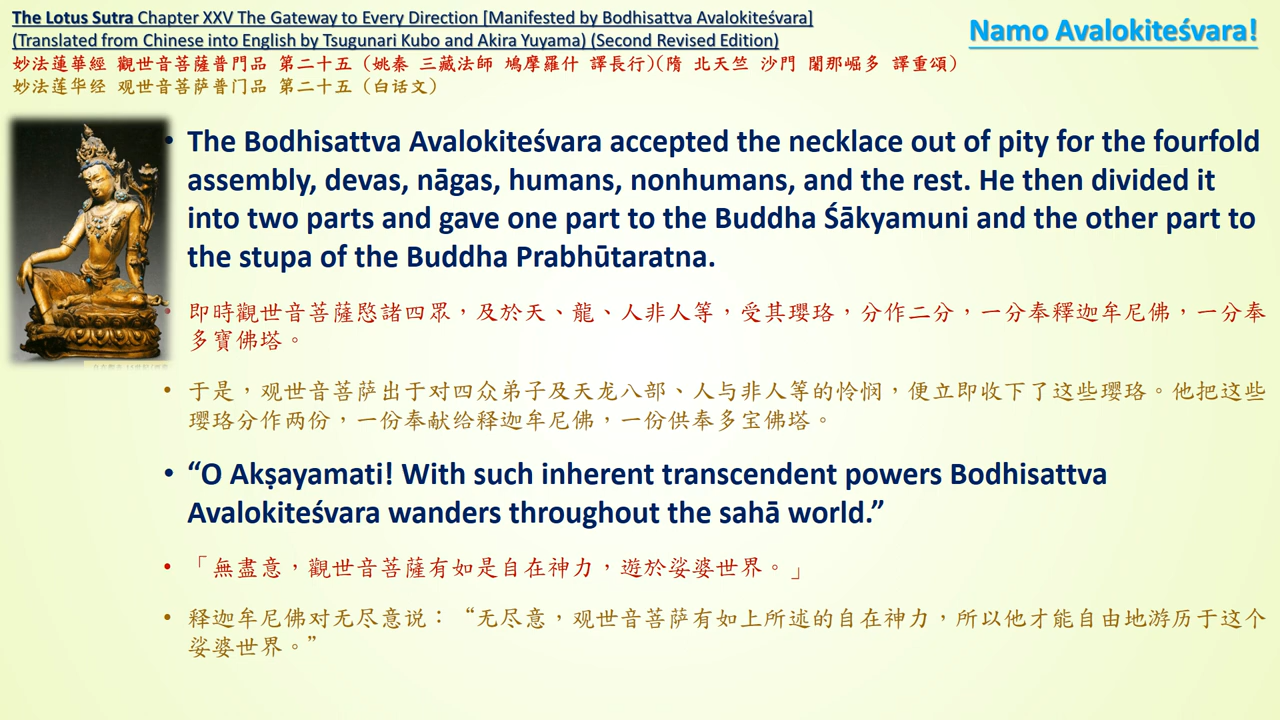 The Lotus Sutra Chapter XXV The Gateway to Every Direction [Manifested by Bodhisattva Avalokiteśvara]
(Translated from Chinese into English by Tsugunari Kubo and Akira Yuyama) (Second Revised Edition)
Namo Avalokiteśvara!
妙法蓮華經 觀世音菩薩普門品 第二十五 (姚秦 三藏法師 鳩摩羅什 譯長行)(隋 北天竺 沙門 闍那崛多 譯重頌)
妙法莲华经 观世音菩萨普门品 第二十五 (白话文)
• The Bodhisattva Avalokiteśvara accepted the necklace out of pity for the fourfold
assembly, devas, nāgas, humans, nonhumans, and the rest. He then divided it
into two parts and gave one part to the Buddha Śākyamuni and the other part to
the stupa of the Buddha Prabhūtaratna.
• 即時觀世音菩薩愍諸四眾，及於天、龍、人非人等，受其瓔珞，分作二分，一分奉釋迦牟尼佛，一分奉
多寶佛塔。
• 于是，观世音菩萨出于对四众弟子及天龙八部、人与非人等的怜悯，便立即收下了这些璎珞。他把这些
璎珞分作两份，一份奉献给释迦牟尼佛，一份供奉多宝佛塔。
• “O Akṣayamati! With such inherent transcendent powers Bodhisattva
Avalokiteśvara wanders throughout the sahā world.”
• 「無盡意，觀世音菩薩有如是自在神力，遊於娑婆世界。」
• 释迦牟尼佛对无尽意说：“无尽意，观世音菩萨有如上所述的自在神力，所以他才能自由地游历于这个
娑婆世界。”